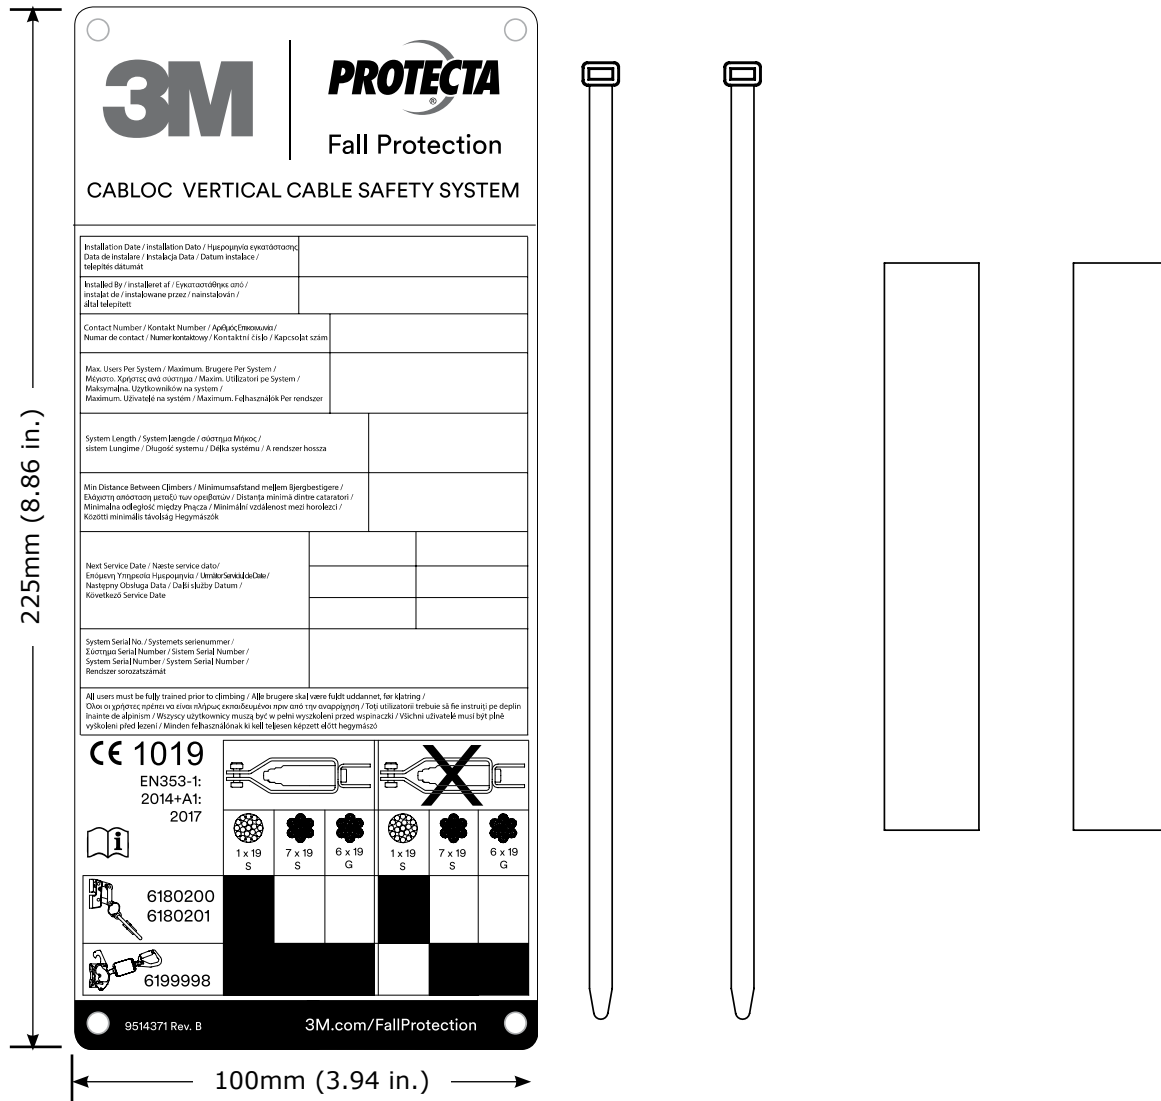 3M
PROTECTA
®
Fall Protection
CABLOC VERTICAL CABLE SAFETY SYSTEM
Installation Date / installation Dato / Ημερομηνία εγκατάστασης
Data de instalare / Instalacja Data / Datum instalace /
telepítés dátumát
Installed By / installeret af / Εγκαταστάθηκε από /
instalat de / instalowane przez / nainstalován /
által telepített
Contact Number / Kontakt Number / Αριθμός Επικοινωνία /
Numar de contact / Numer kontaktowy / Kontaktní číslo / Kapcsolat szám
Max. Users Per System / Maximum. Brugere Per System /
Μέγιστο. Χρήστες ανά σύστημα / Maxim. Utilizatori pe System /
Maksymalna. Użytkowników na system /
Maximum. Uživatelé na systém / Maximum. Felhasználók Per rendszer
System Length / System længde / σύστημα Μήκος /
sistem Lungime / Długość systemu / Délka systému / A rendszer hossza
Min Distance Between Climbers / Minimumsafstand mellem Bjergbestigere /
Ελάχιστη απόσταση μεταξύ των ορειβατών / Distanța minimă dintre cataratori /
Minimalna odległość między Pnącza / Minimální vzdálenost mezi horolezci /
Közötti minimális távolság Hegymászók
Next Service Date / Næste service dato/
Επόμενη Υπηρεσία Ημερομηνία / Următor Serviciul de Date /
Następny Obsługa Data / Další služby Datum /
Következő Service Date
System Serial No. / Systemets serienummer /
Σύστημα Serial Number / Sistem Serial Number /
System Serial Number / System Serial Number /
Rendszer sorozatszámát
All users must be fully trained prior to climbing / Alle brugere skal være fuldt uddannet, før klatring /
Όλοι οι χρήστες πρέπει να είναι πλήρως εκπαιδευμένοι πριν από την αναρρίχηση / Toți utilizatorii trebuie să fie instruiți pe deplin
înainte de alpinism / Wszyscy użytkownicy muszą być w pełni wyszkoleni przed wspinaczki / Všichni uživatelé musí být plně
vyškoleni před lezení / Minden felhasználónak ki kell teljesen képzett előtt hegymászó
CE 1019
EN353-1:
2014+A1:
2017
i
1 x 19 7 x 19 6 x 19 1 x 19 7 x 19 6 x 19
S S G S S G
6180200
6180201
6199998
9514371 Rev. B 3M.com/FallProtection
225mm (8.86 in.)
100mm (3.94 in.)